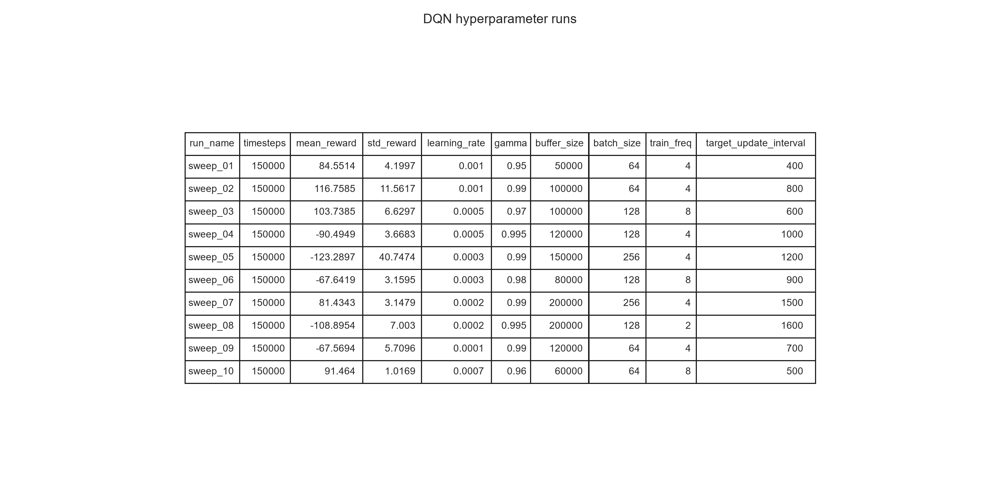 DQN hyperparameter runs
run_name timesteps mean_reward std_reward learning_rate gamma buffer_size batch_size train_freq target_update_interval
sweep_01 150000 84.5514 4.1997 0.001 0.95 50000 64 4 400
sweep_02 150000 116.7585 11.5617 0.001 0.99 100000 64 4 800
sweep_03 150000 103.7385 6.6297 0.0005 0.97 100000 128 8 600
sweep_04 150000 -90.4949 3.6683 0.0005 0.995 120000 128 4 1000
sweep_05 150000 -123.2897 40.7474 0.0003 0.99 150000 256 4 1200
sweep_06 150000 -67.6419 3.1595 0.0003 0.98 80000 128 8 900
sweep_07 150000 81.4343 3.1479 0.0002 0.99 200000 256 4 1500
sweep_08 150000 -108.8954 7.003 0.0002 0.995 200000 128 2 1600
sweep_09 150000 -67.5694 5.7096 0.0001 0.99 120000 64 4 700
sweep_10 150000 91.464 1.0169 0.0007 0.96 60000 64 8 500